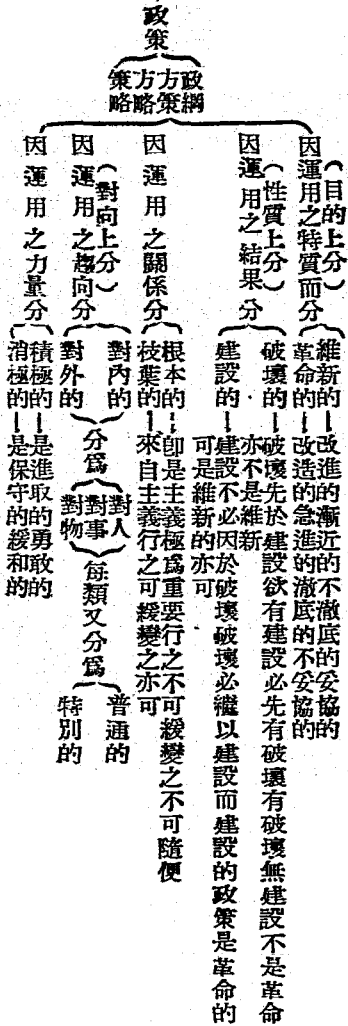 政策
政綱
方策
方略
策略
因運用之特質而分
（目的上分）
維新的
改進的漸近的不澈底的妥協的
革命的
改造的急進的澈底的不妥協的
因運用之結果分
（性質上分）
破壞的
破壞先於建設欲有建設必先有破壞有破壞無建設不是革命
亦不是維新
建設的
建設不必因於破壞破壞必繼以建設而建設的政策是革命的
可是維新的亦可
因運用之關係分
根本的
卽是主義極爲重要行之不可緩變之不可隨便
枝葉的
來自主義行之可緩變之亦可
因運用之趨向分
（對向上分）
對內的
對外的
分爲
對人
對事
對物
每類又分爲
普通的
特別的
因運用之力量分
積極的
是進取的勇敢的
消極的
是保守的緩和的